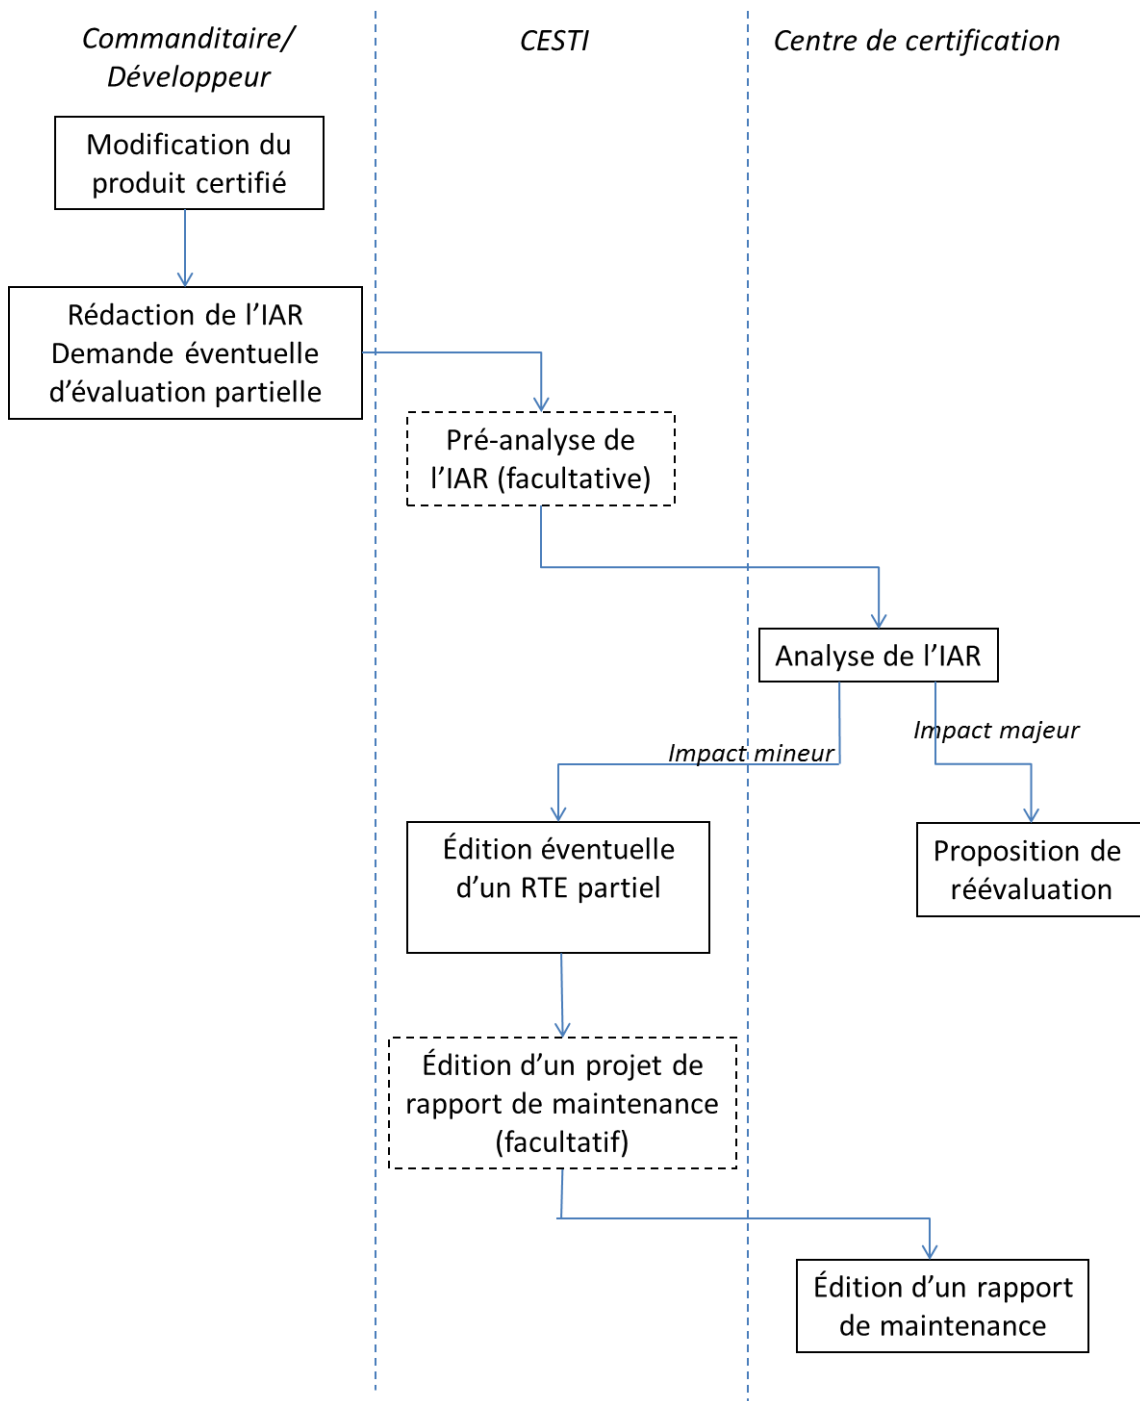 Commanditaire/
Développeur
CESTI
Centre de certification
Modification du
produit certifié
Rédaction de l’IAR
Demande éventuelle
d’évaluation partielle
Pré-analyse de
l’IAR (facultative)
Analyse de l’IAR
Impact majeur
Impact mineur
Édition éventuelle
d’un RTE partiel
Proposition de
réévaluation
Édition d’un projet de
rapport de maintenance
(facultatif)
Édition d’un rapport
de maintenance